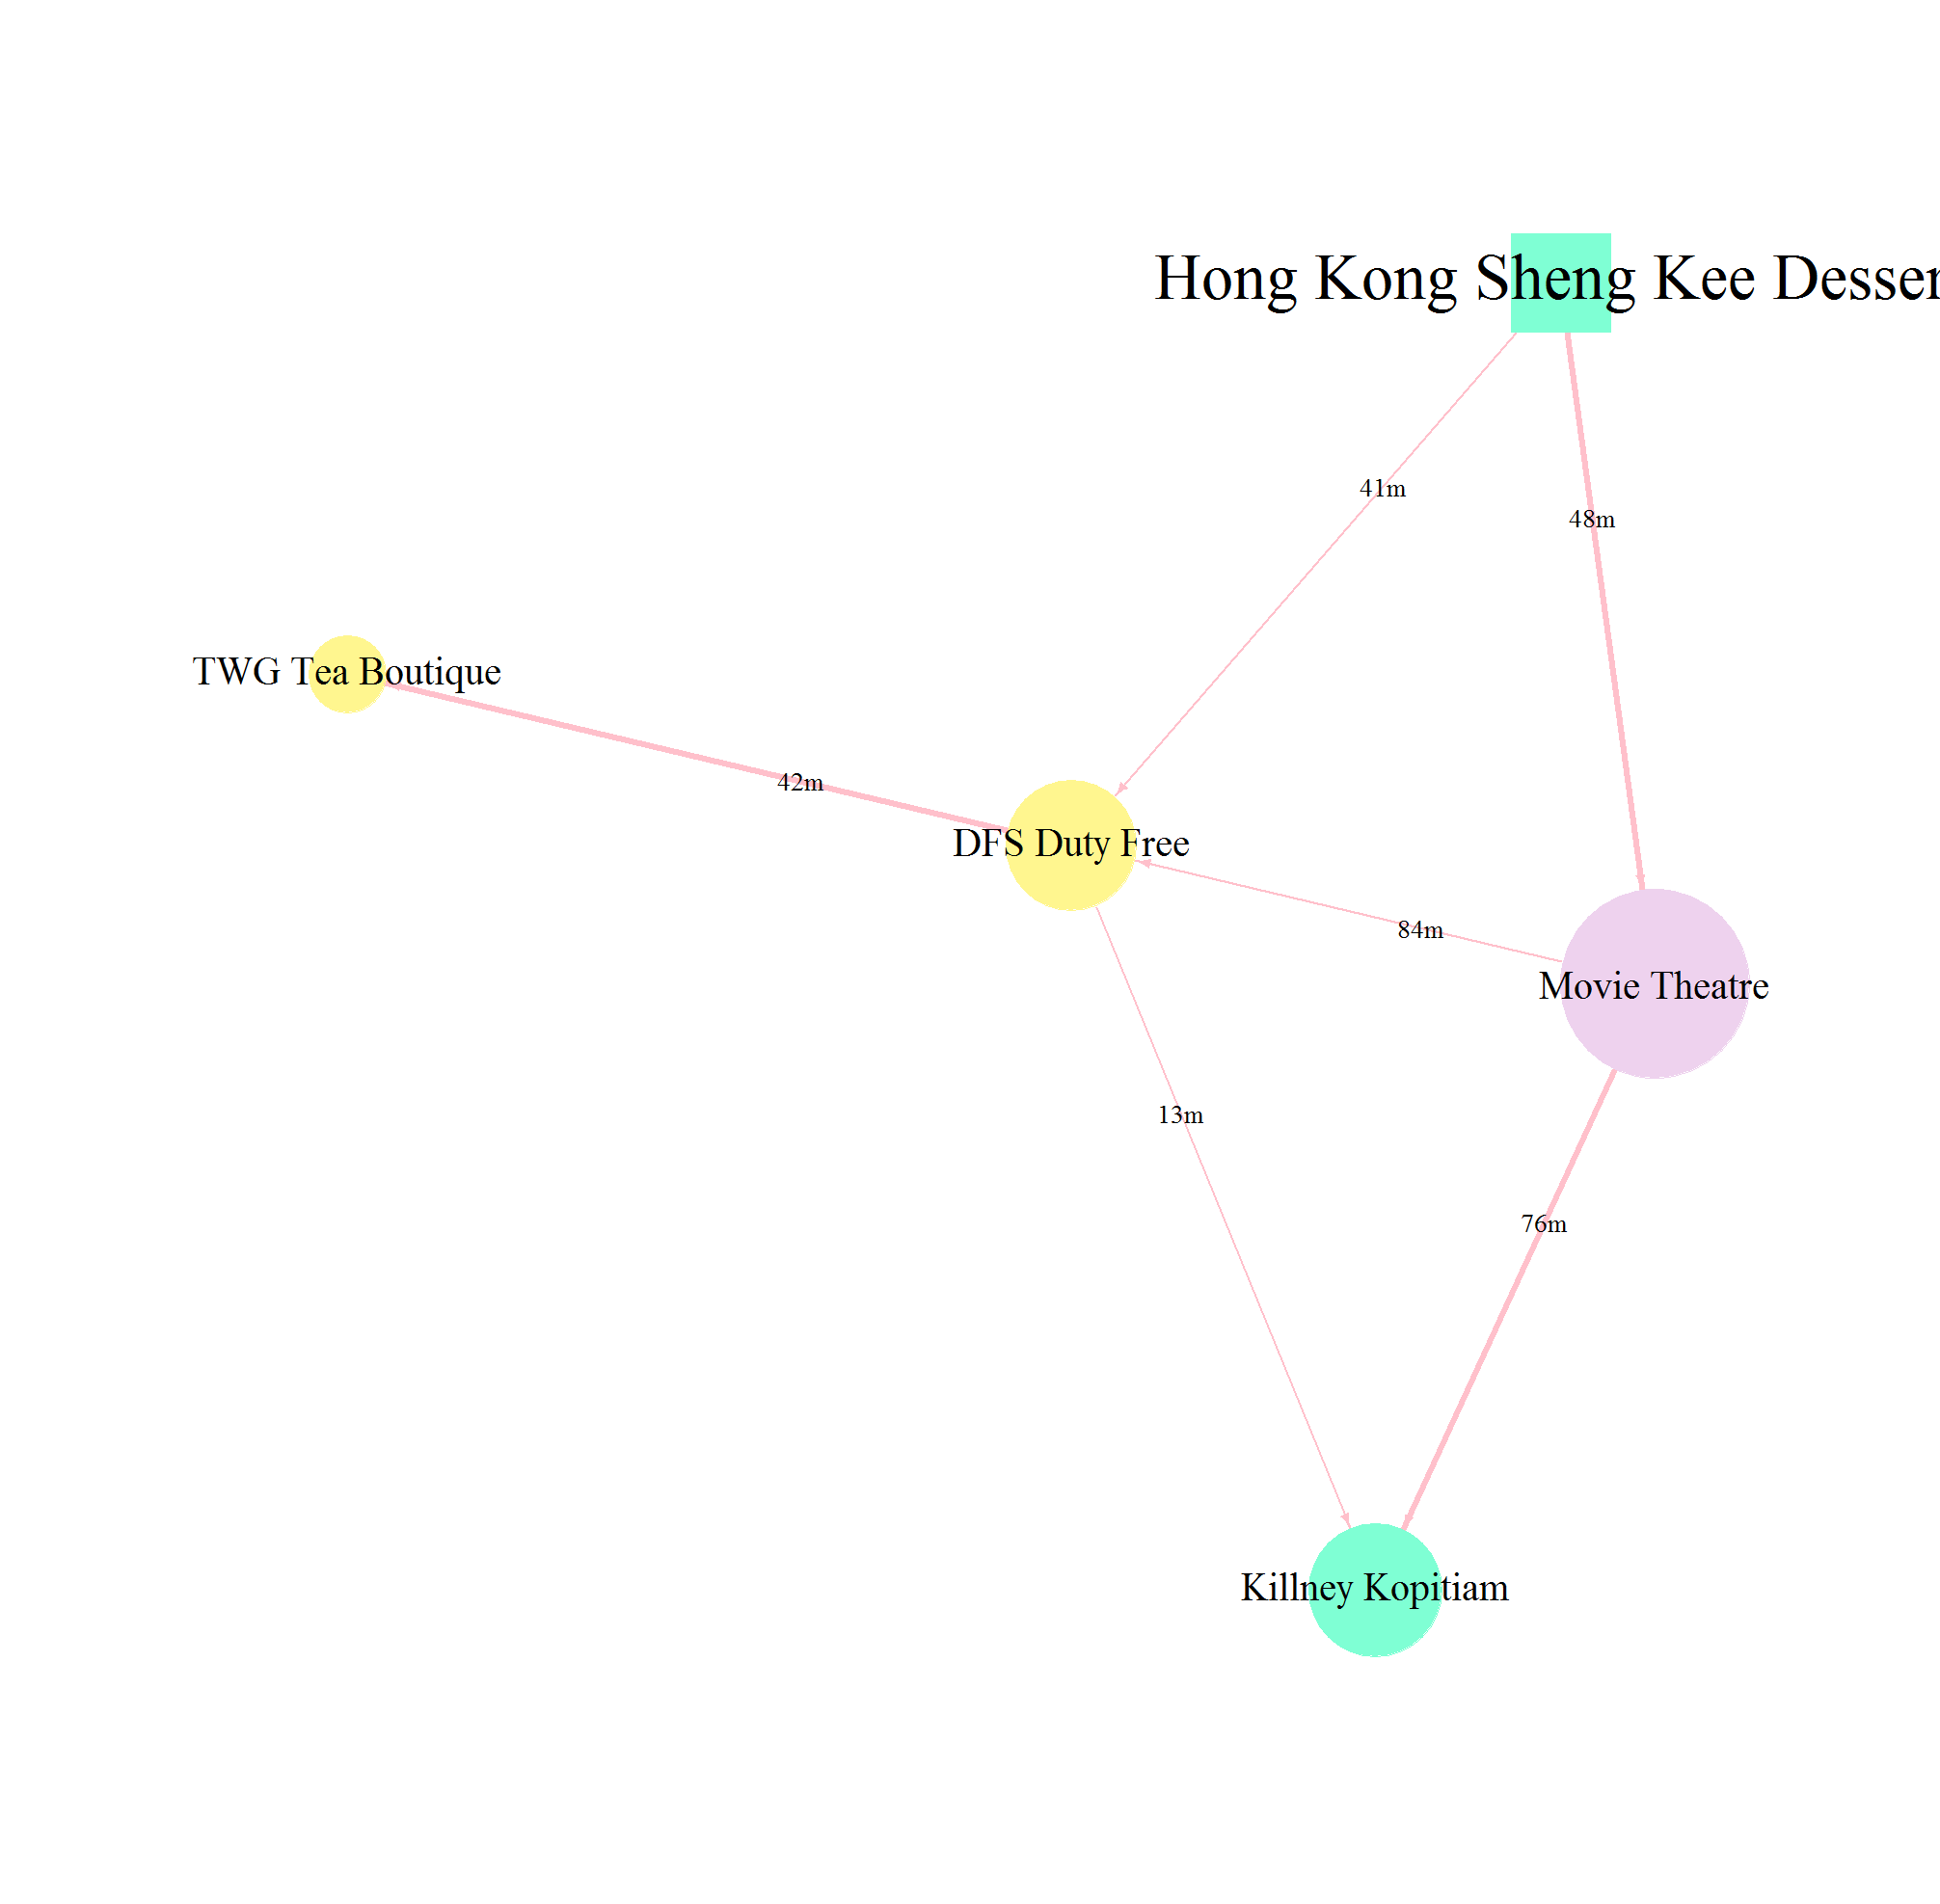 Hong Kong Sheng Kee
41m
48m
TWG Tea Boutique
42m
DFS Duty Free
84m
Movie Theatre
13m
76m
Killney Kopitiam